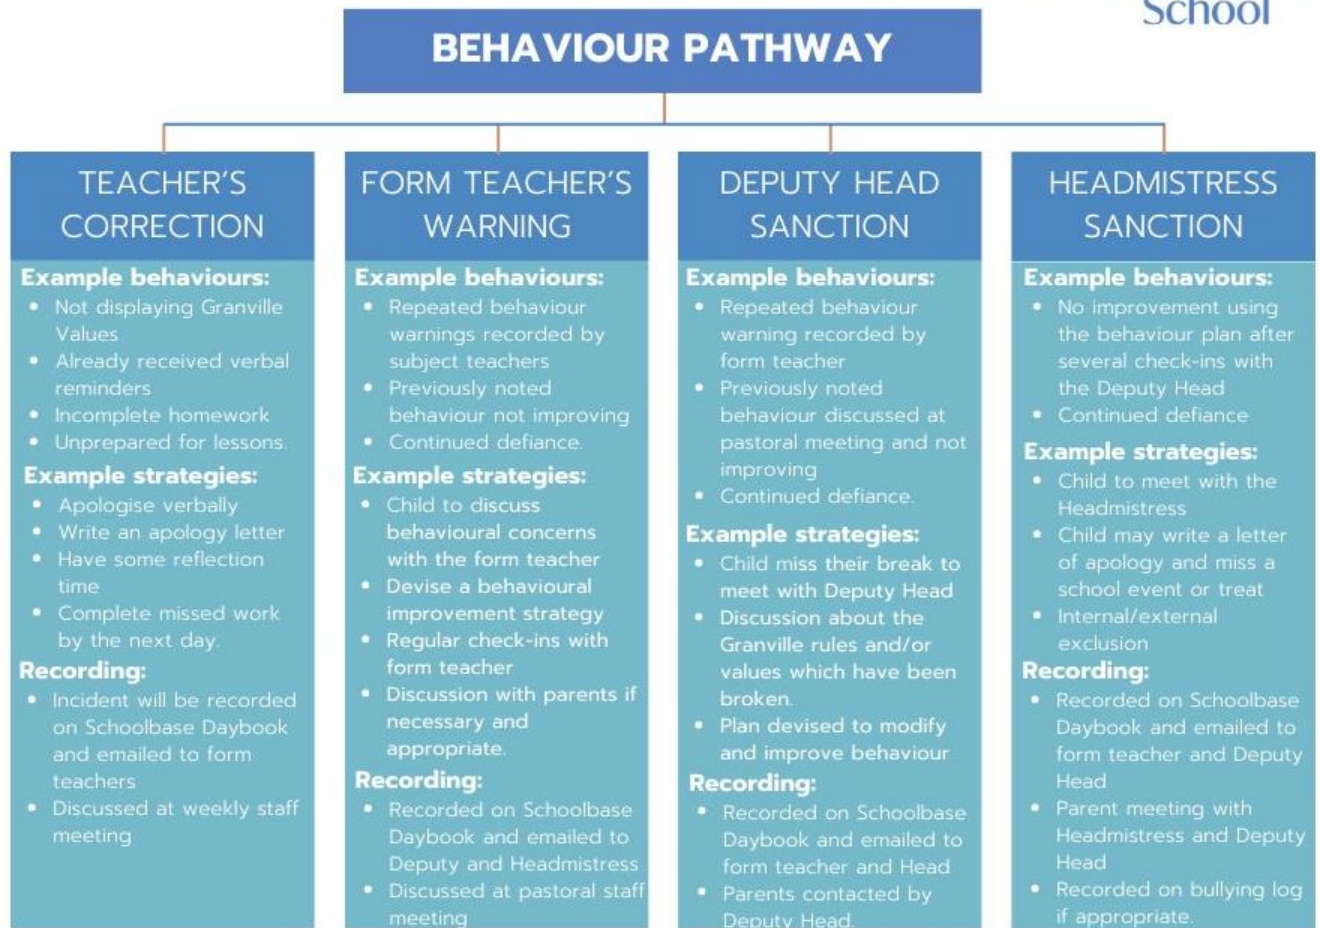 School
BEHAVIOUR PATHWAY
TEACHER'S
CORRECTION
Example behaviours:
• Not displaying Granville
Values
• Already received verbal
reminders
• Incomplete homework
• Unprepared for lessons.
Example strategies:
• Apologise verbally
• Write an apology letter
• Have some reflection
time
• Complete missed work
by the next day.
Recording:
• Incident will be recorded
on Schoolbase Daybook
and emailed to form
teachers
• Discussed at weekly staff
meeting
FORM TEACHER'S
WARNING
Example behaviours:
• Repeated behaviour
warnings recorded by
subject teachers
• Previously noted
behaviour not improving
• Continued defiance.
Example strategies:
• Child to discuss
behavioural concerns
with the form teacher
• Devise a behavioural
improvement strategy
• Regular check-ins with
form teacher
• Discussion with parents if
necessary and
appropriate.
Recording:
• Recorded on Schoolbase
Daybook and emailed to
Deputy and Headmistress
• Discussed at pastoral staff
meeting
DEPUTY HEAD
SANCTION
Example behaviours:
• Repeated behaviour
warning recorded by
form teacher
• Previously noted
behaviour discussed at
pastoral meeting and not
improving
• Continued defiance.
Example strategies:
• Child miss their break to
meet with Deputy Head
• Discussion about the
Granville rules and/or
values which have been
broken.
• Plan devised to modify
and improve behaviour
Recording:
• Recorded on Schoolbase
Daybook and emailed to
form teacher and Head
• Parents contacted by
Deputy Head.
HEADMISTRESS
SANCTION
Example behaviours:
• No improvement using
the behaviour plan after
several check-ins with
the Deputy Head
• Continued defiance
Example strategies:
• Child to meet with the
Headmistress
• Child may write a letter
of apology and miss a
school event or treat
• Internal/external
exclusion
Recording:
• Recorded on Schoolbase
Daybook and emailed to
form teacher and Deputy
Head
• Parent meeting with
Headmistress and Deputy
Head
• Recorded on bullying log
if appropriate.